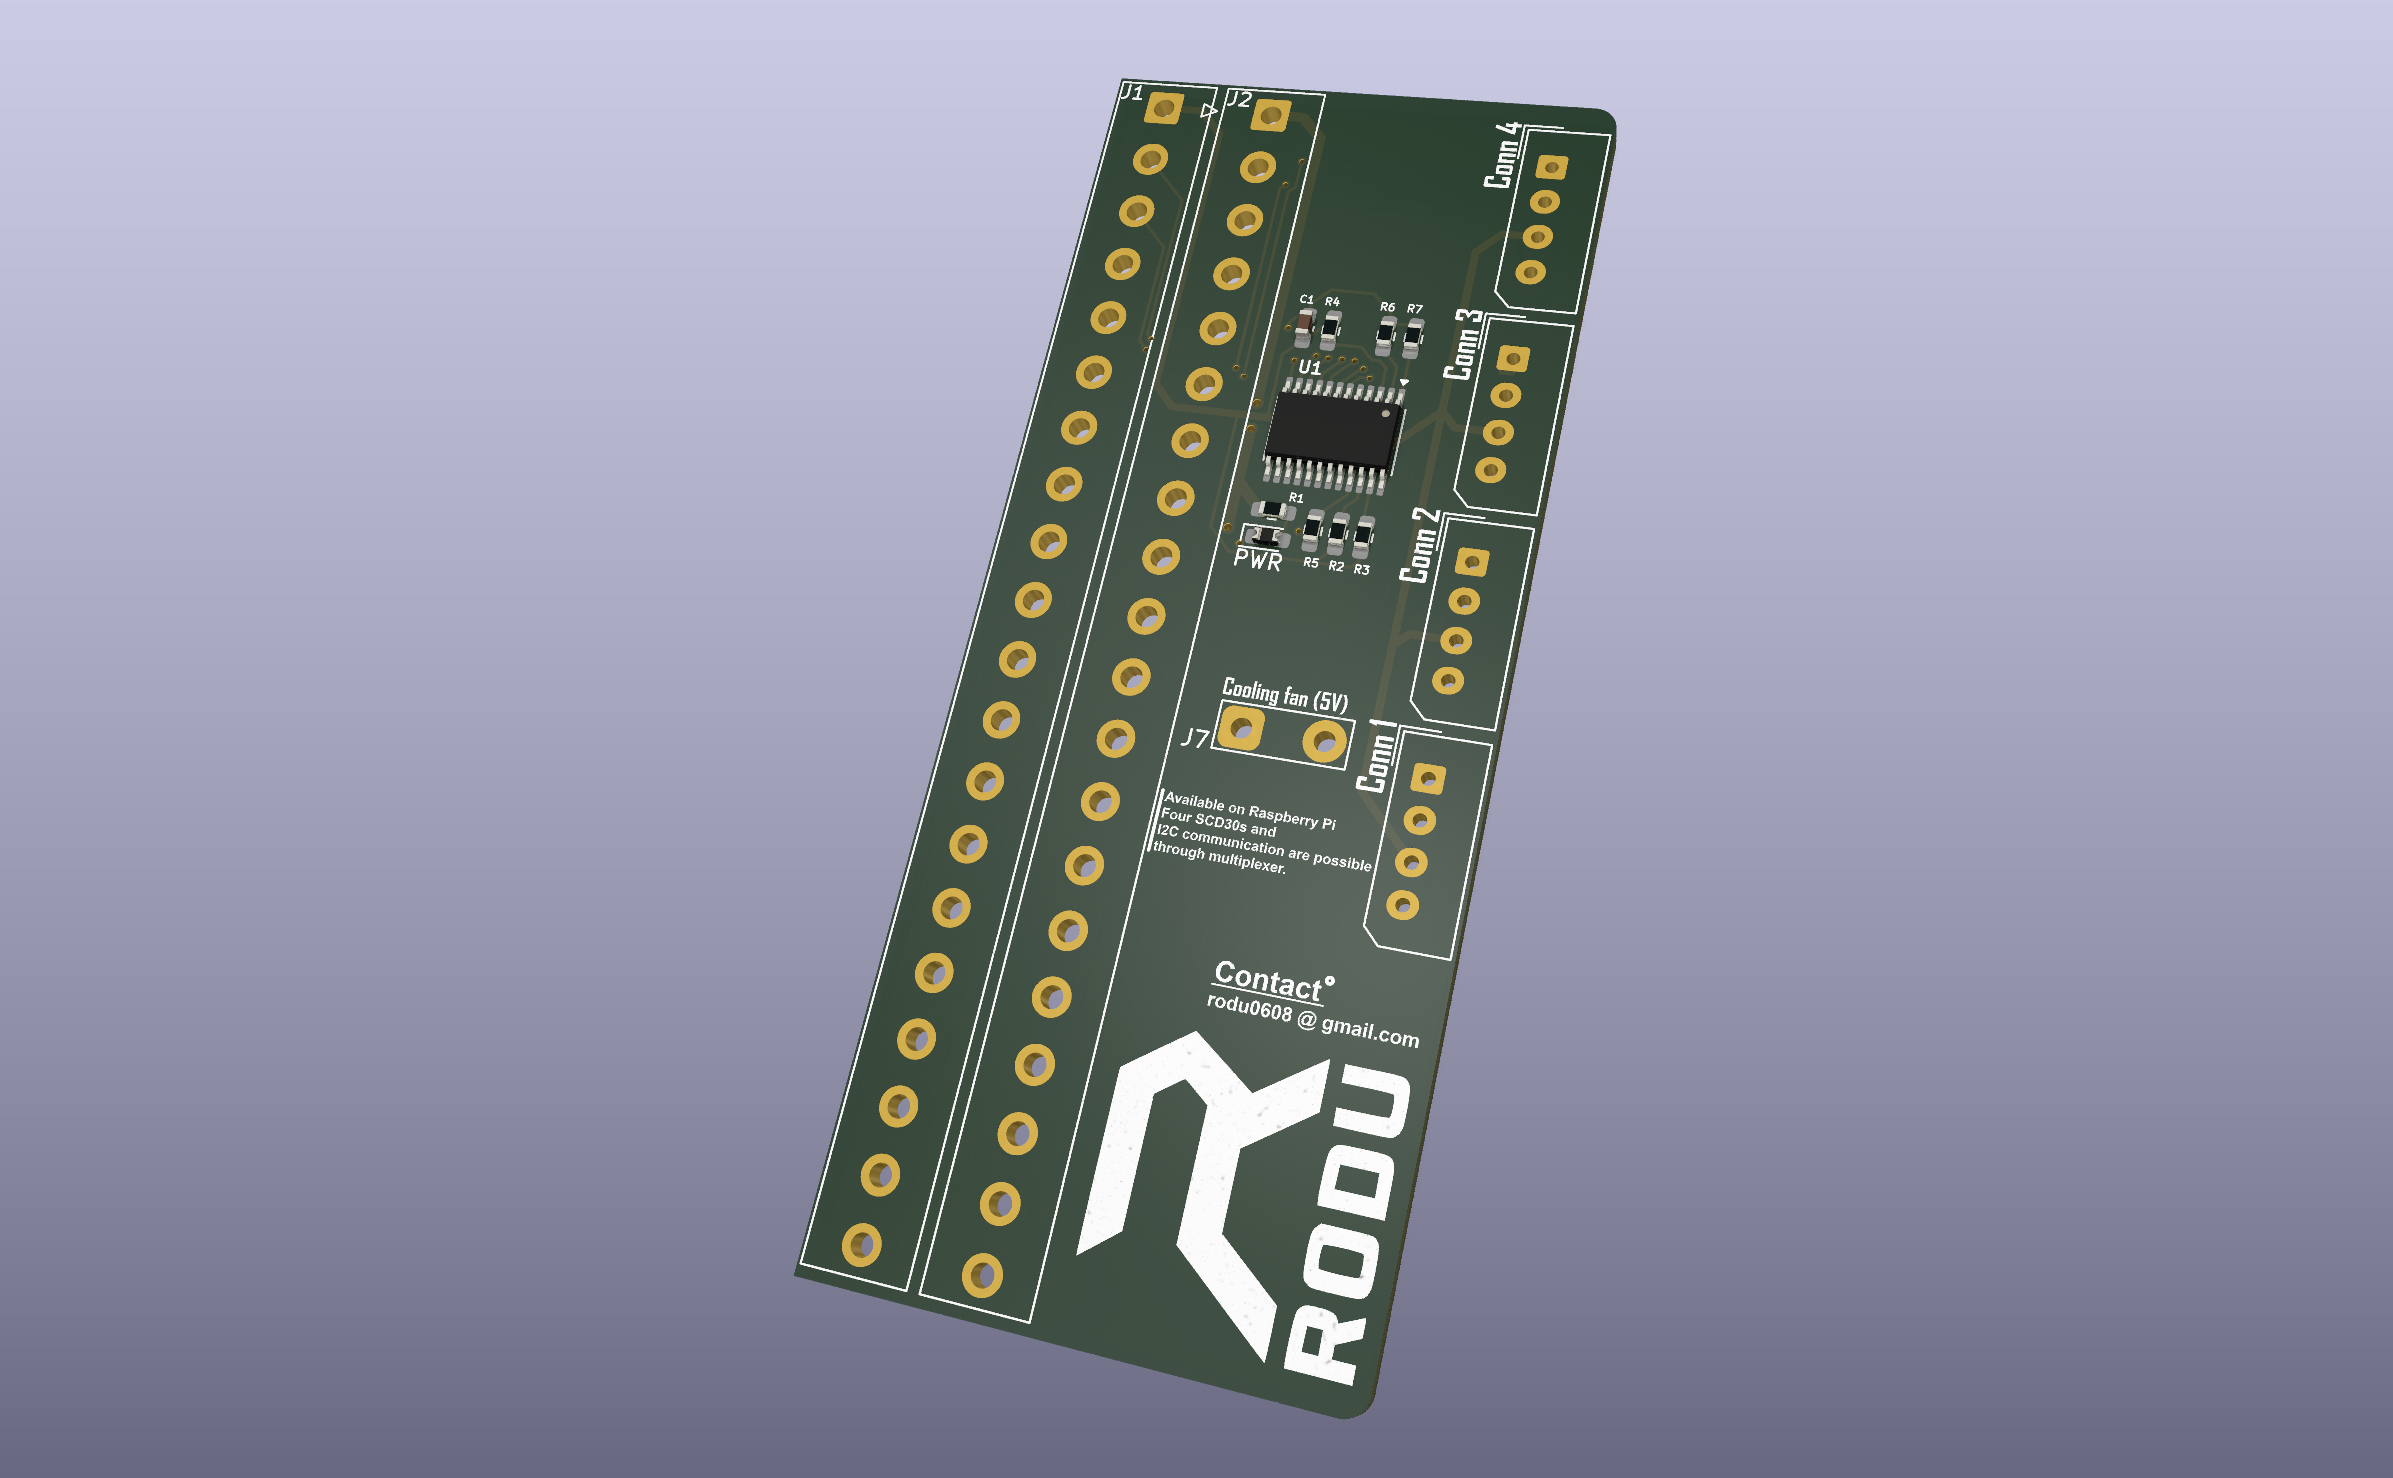 J1
J2
Conn 4
C1 R4
R6 R7
Conn 3
U1
R1
Conn 2
PWR
R5 R2 R3
Cooling fan (5V)
J7
Conn 1
Available on Raspberry Pi
Four SCD30s and
I2C communication are possible
through multiplexer.
Contact°
rodu0608 @ gmail.com
RODU